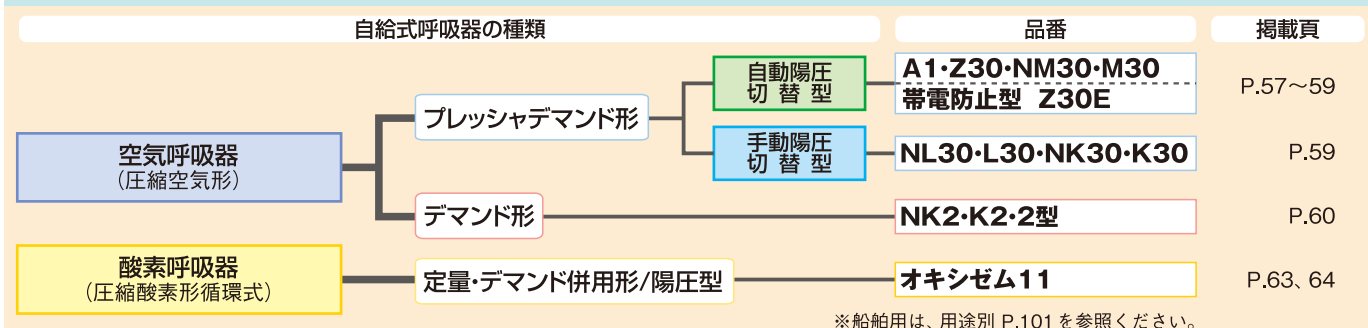 自給式呼吸器の種類 品番 掲載頁
空気呼吸器
(圧縮空気形)
プレッシャデマンド形
自動陽圧
切替型
A1・Z30・NM30・M30
帯電防止型 Z30E
P.57～59
手動陽圧
切替型
NL30・L30・NK30・K30
P.59
デマンド形
NK2・K2・2型
P.60
酸素呼吸器
(圧縮酸素形循環式)
定量・デマンド併用形/陽圧型
オキシゼム11
P.63、64
※船舶用は、用途別 P.101を参照ください。